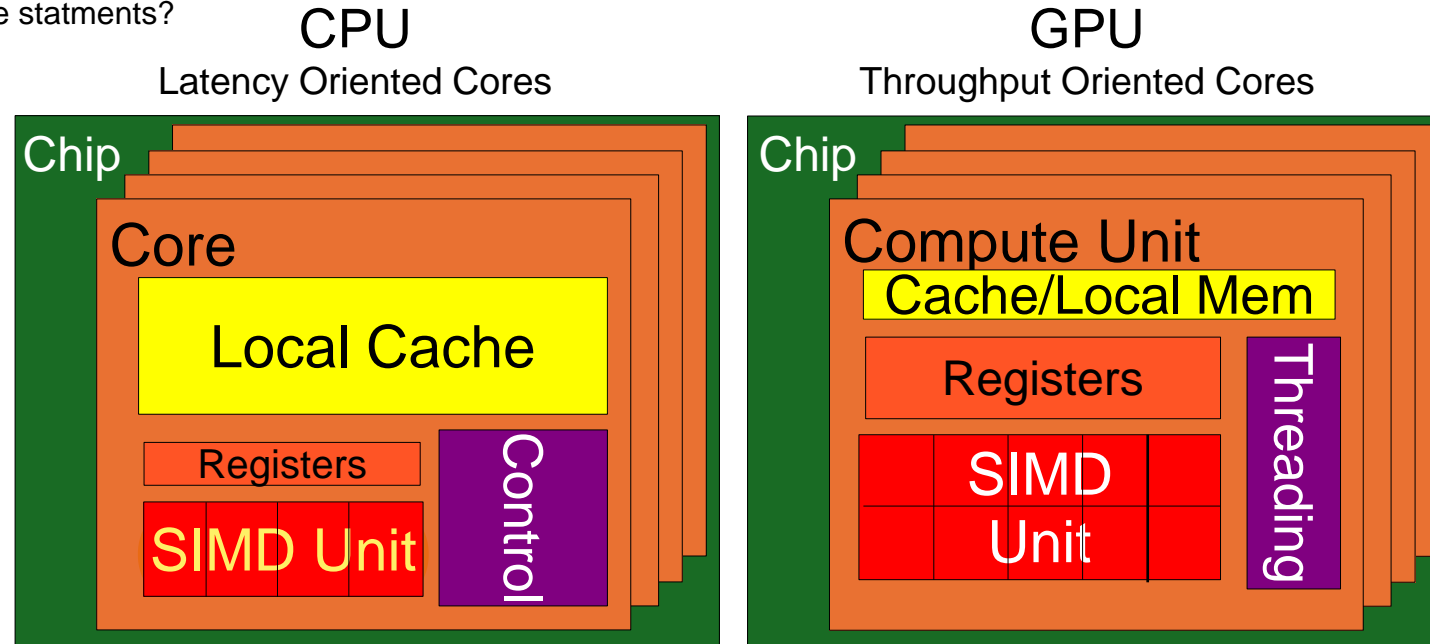 e statments?
CPU
Latency Oriented Cores
Chip
Core
Local Cache
Registers
SIMD Unit
Control
GPU
Throughput Oriented Cores
Chip
Compute Unit
Cache/Local Mem
Registers
SIMD
Unit
Threading